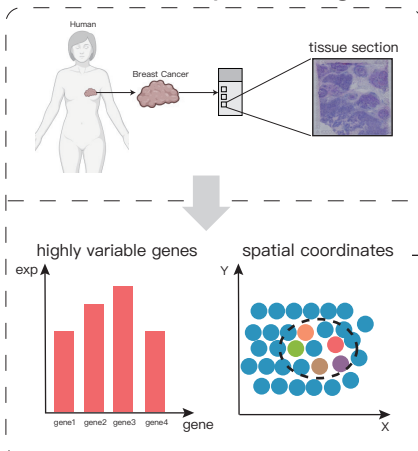 Human
Breast Cancer
tissue section
highly variable genes
spatial coordinates
exp
Y
gene1 gene2 gene3 gene4
gene
X